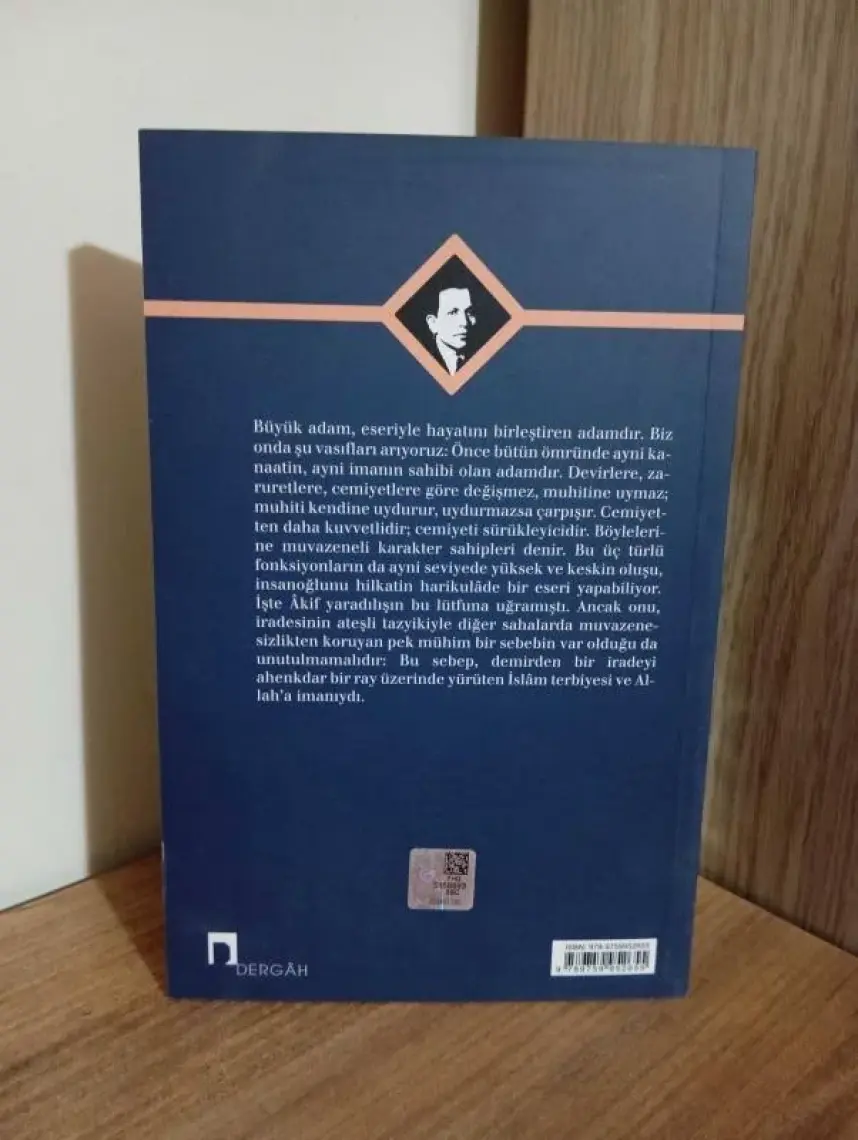 Büyük adam, eseriyle hayatını birleştiren adamdır. Biz
onda şu vasıfları arıyoruz: Önce bütün ömründe ayni ka-
naatin, ayni imanın sahibi olan adamdır. Devirlere, za-
ruretlere, cemiyetlere göre değişmez, muhitine uymaz;
muhiti kendine uydurur, uydurmazsa çarpışır. Cemiyet-
ten daha kuvvetlidir; cemiyeti sürükleyicidir. Böyleleri-
ne muvazeneli karakter sahipleri denir. Bu üç türlü
fonksiyonların da ayni seviyede yüksek ve keskin oluşu,
insanoğlunu hilkatin harikulâde bir eseri yapabiliyor.
İşte Âkif yaradılışın bu lütfuna uğramıştı. Ancak onu,
iradesinin ateşli tazyikiyle diğer sahalarda muvazene-
sizlikten koruyan pek mühim bir sebebin var olduğu da
unutulmamalıdır: Bu sebep, demirden bir iradeyi
ahenkdar bir ray üzerinde yürüten İslâm terbiyesi ve Al-
lah'a imanıydı.
DERGÂH
ISBN: